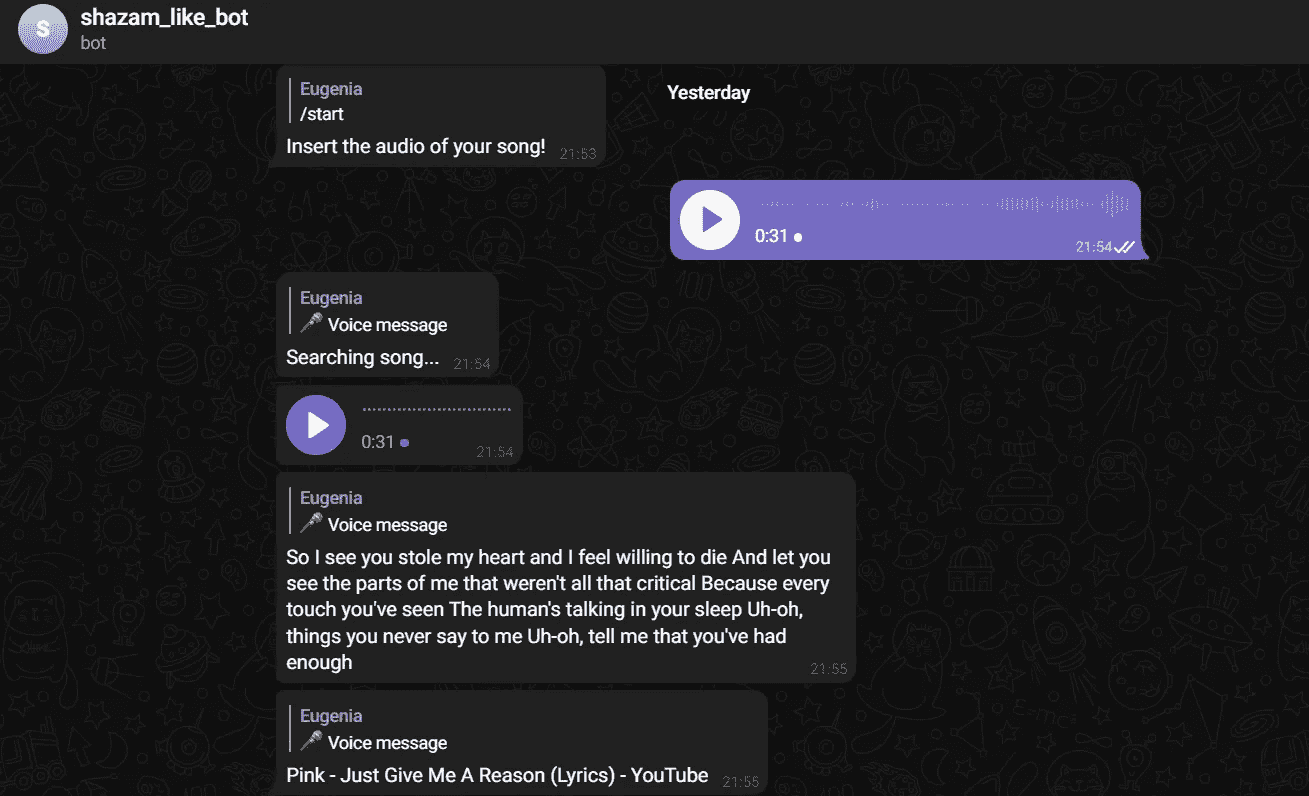 S
shazam_like_bot
bot
Eugenia
/start
Insert the audio of your song! 21:53
Yesterday
0:31
21:54
Eugenia
Voice message
Searching song... 21:54
0:31
21:54
Eugenia
Voice message
So I see you stole my heart and I feel willing to die And let you
see the parts of me that weren't all that critical Because every
touch you've seen The human's talking in your sleep Uh-oh,
things you never say to me Uh-oh, tell me that you've had
enough 21:55
Eugenia
Voice message
Pink - Just Give Me A Reason (Lyrics) - YouTube 21:55